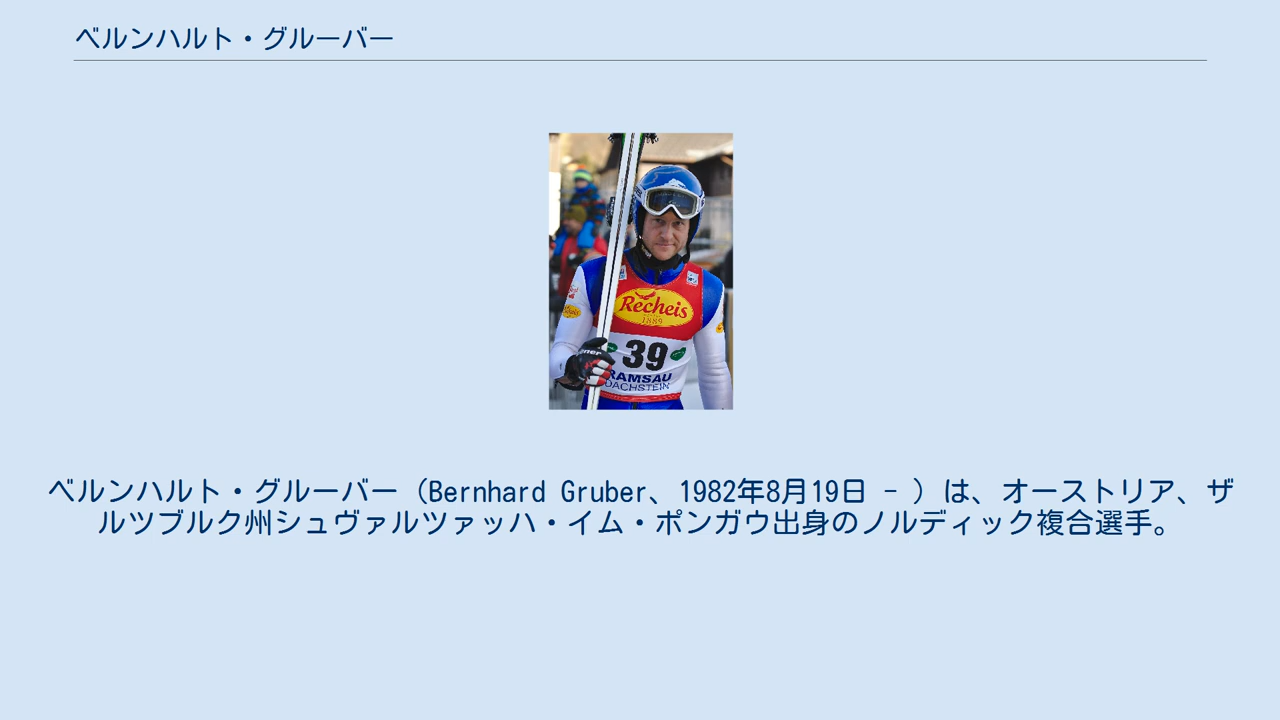 ベルンハルト・グルーバー
Recheis
1889
39
RAMSAU
DACHSTEIN
ベルンハルト・グルーバー（Bernhard Gruber、1982年8月19日 - ）は、オーストリア、ザ
ルツブルク州シュヴァルツァッハ・イム・ポンガウ出身のノルディック複合選手。